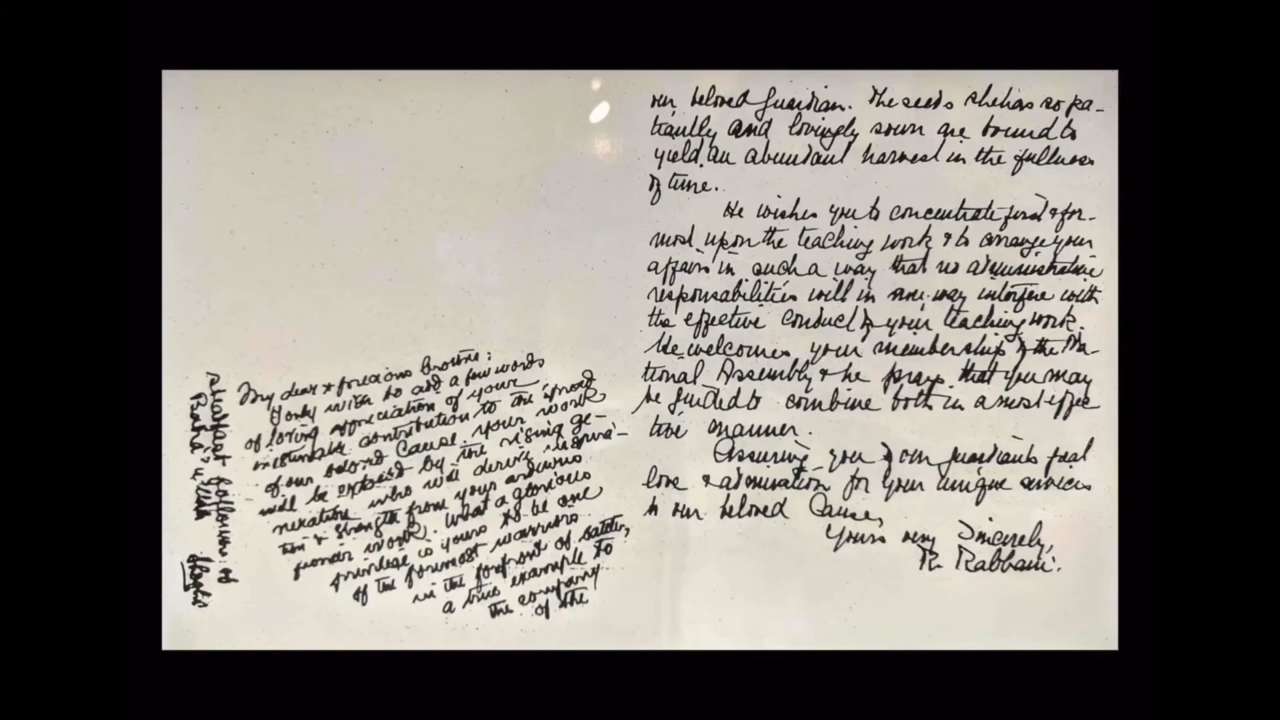 our beloved Guardian. The seeds she has so pa-
tiently and lovingly sown are bound to
yield an abundant harvest in the fullness
of time.
He wishes you to concentrate first & for-
most upon the teaching work & to arrange your
affairs in such a way that no administrative
responsabilities will in any way interfere with
the effective conduct of your teaching work.
He welcomes your membership of the Na-
tional Assembly & he prays that you may
be guided to combine both in a most effec
tive manner.
Assuring you of our Guardian's
love & admiration for your unique services
to our beloved Cause,
Yours very Sincerely,
R. Rabbani.
My dear & precious
I only wish to add a few words
of loving appreciation of your
inestimable contribution to the spread
of our beloved Cause. Your work
will be extolled by the rising ge-
neration who will derive inspira-
tion & strength from your arduous
pioneer work. What a glorious
privilege is yours to be one
of the foremost warriors
in the forefront of battle,
a true example to
the company
of the
steadfast followers of
Bahá'u'lláh
Shoghi